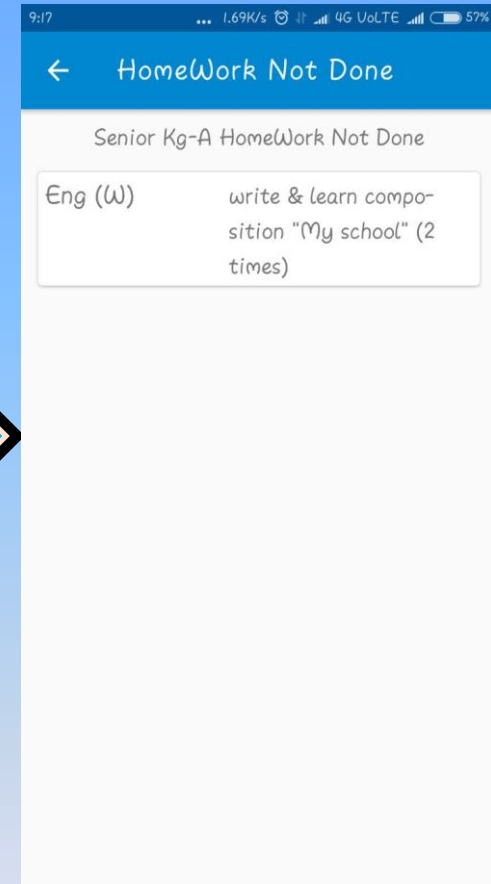 9:17 ... 1.69K/s 4G VoLTE 57%
HomeWork Not Done
Senior Kg-A HomeWork Not Done
Eng (W) write & learn compo-
sition "My school" (2
times)